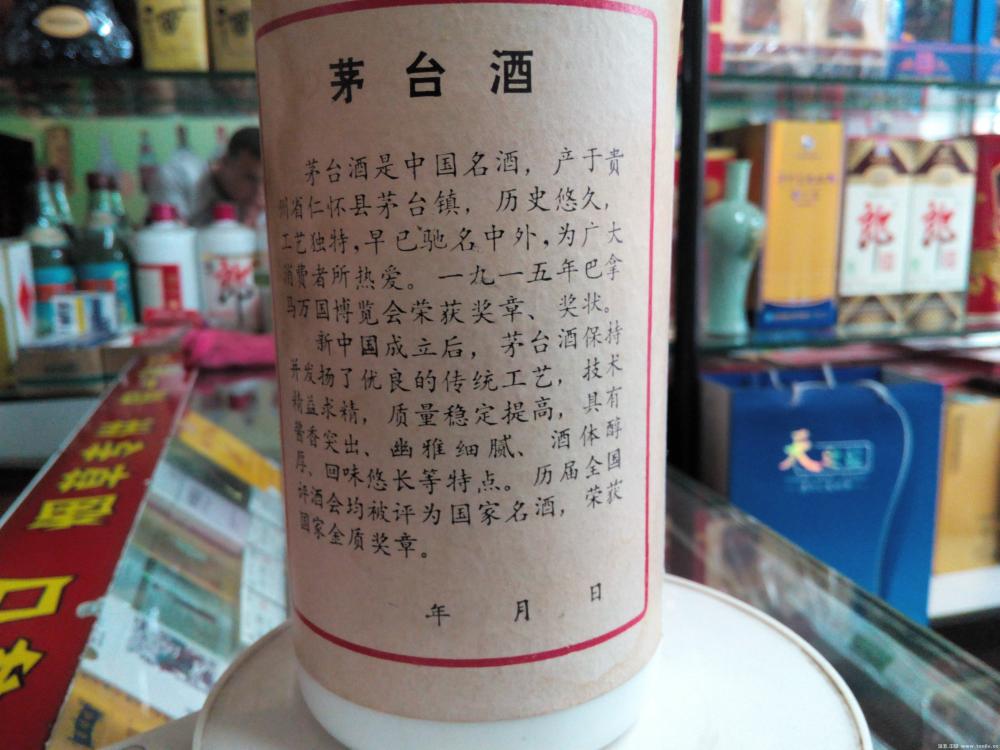 茅台酒
茅台酒是中国名酒，产于贵
州省仁怀县茅台镇，历史悠久，
工艺独特，早已驰名中外，为广大
消费者所热爱。一九一五年巴拿
马万国博览会荣获奖章、奖状。
新中国成立后，茅台酒保持
并发扬了优良的传统工艺，技术
精益求精，质量稳定提高，具有
酱香突出、幽雅细腻、酒体醇
厚、回味悠长等特点。历届全国
评酒会均被评为国家名酒，荣获
国家金质奖章。
年 月 日
郎
郎
郎
天